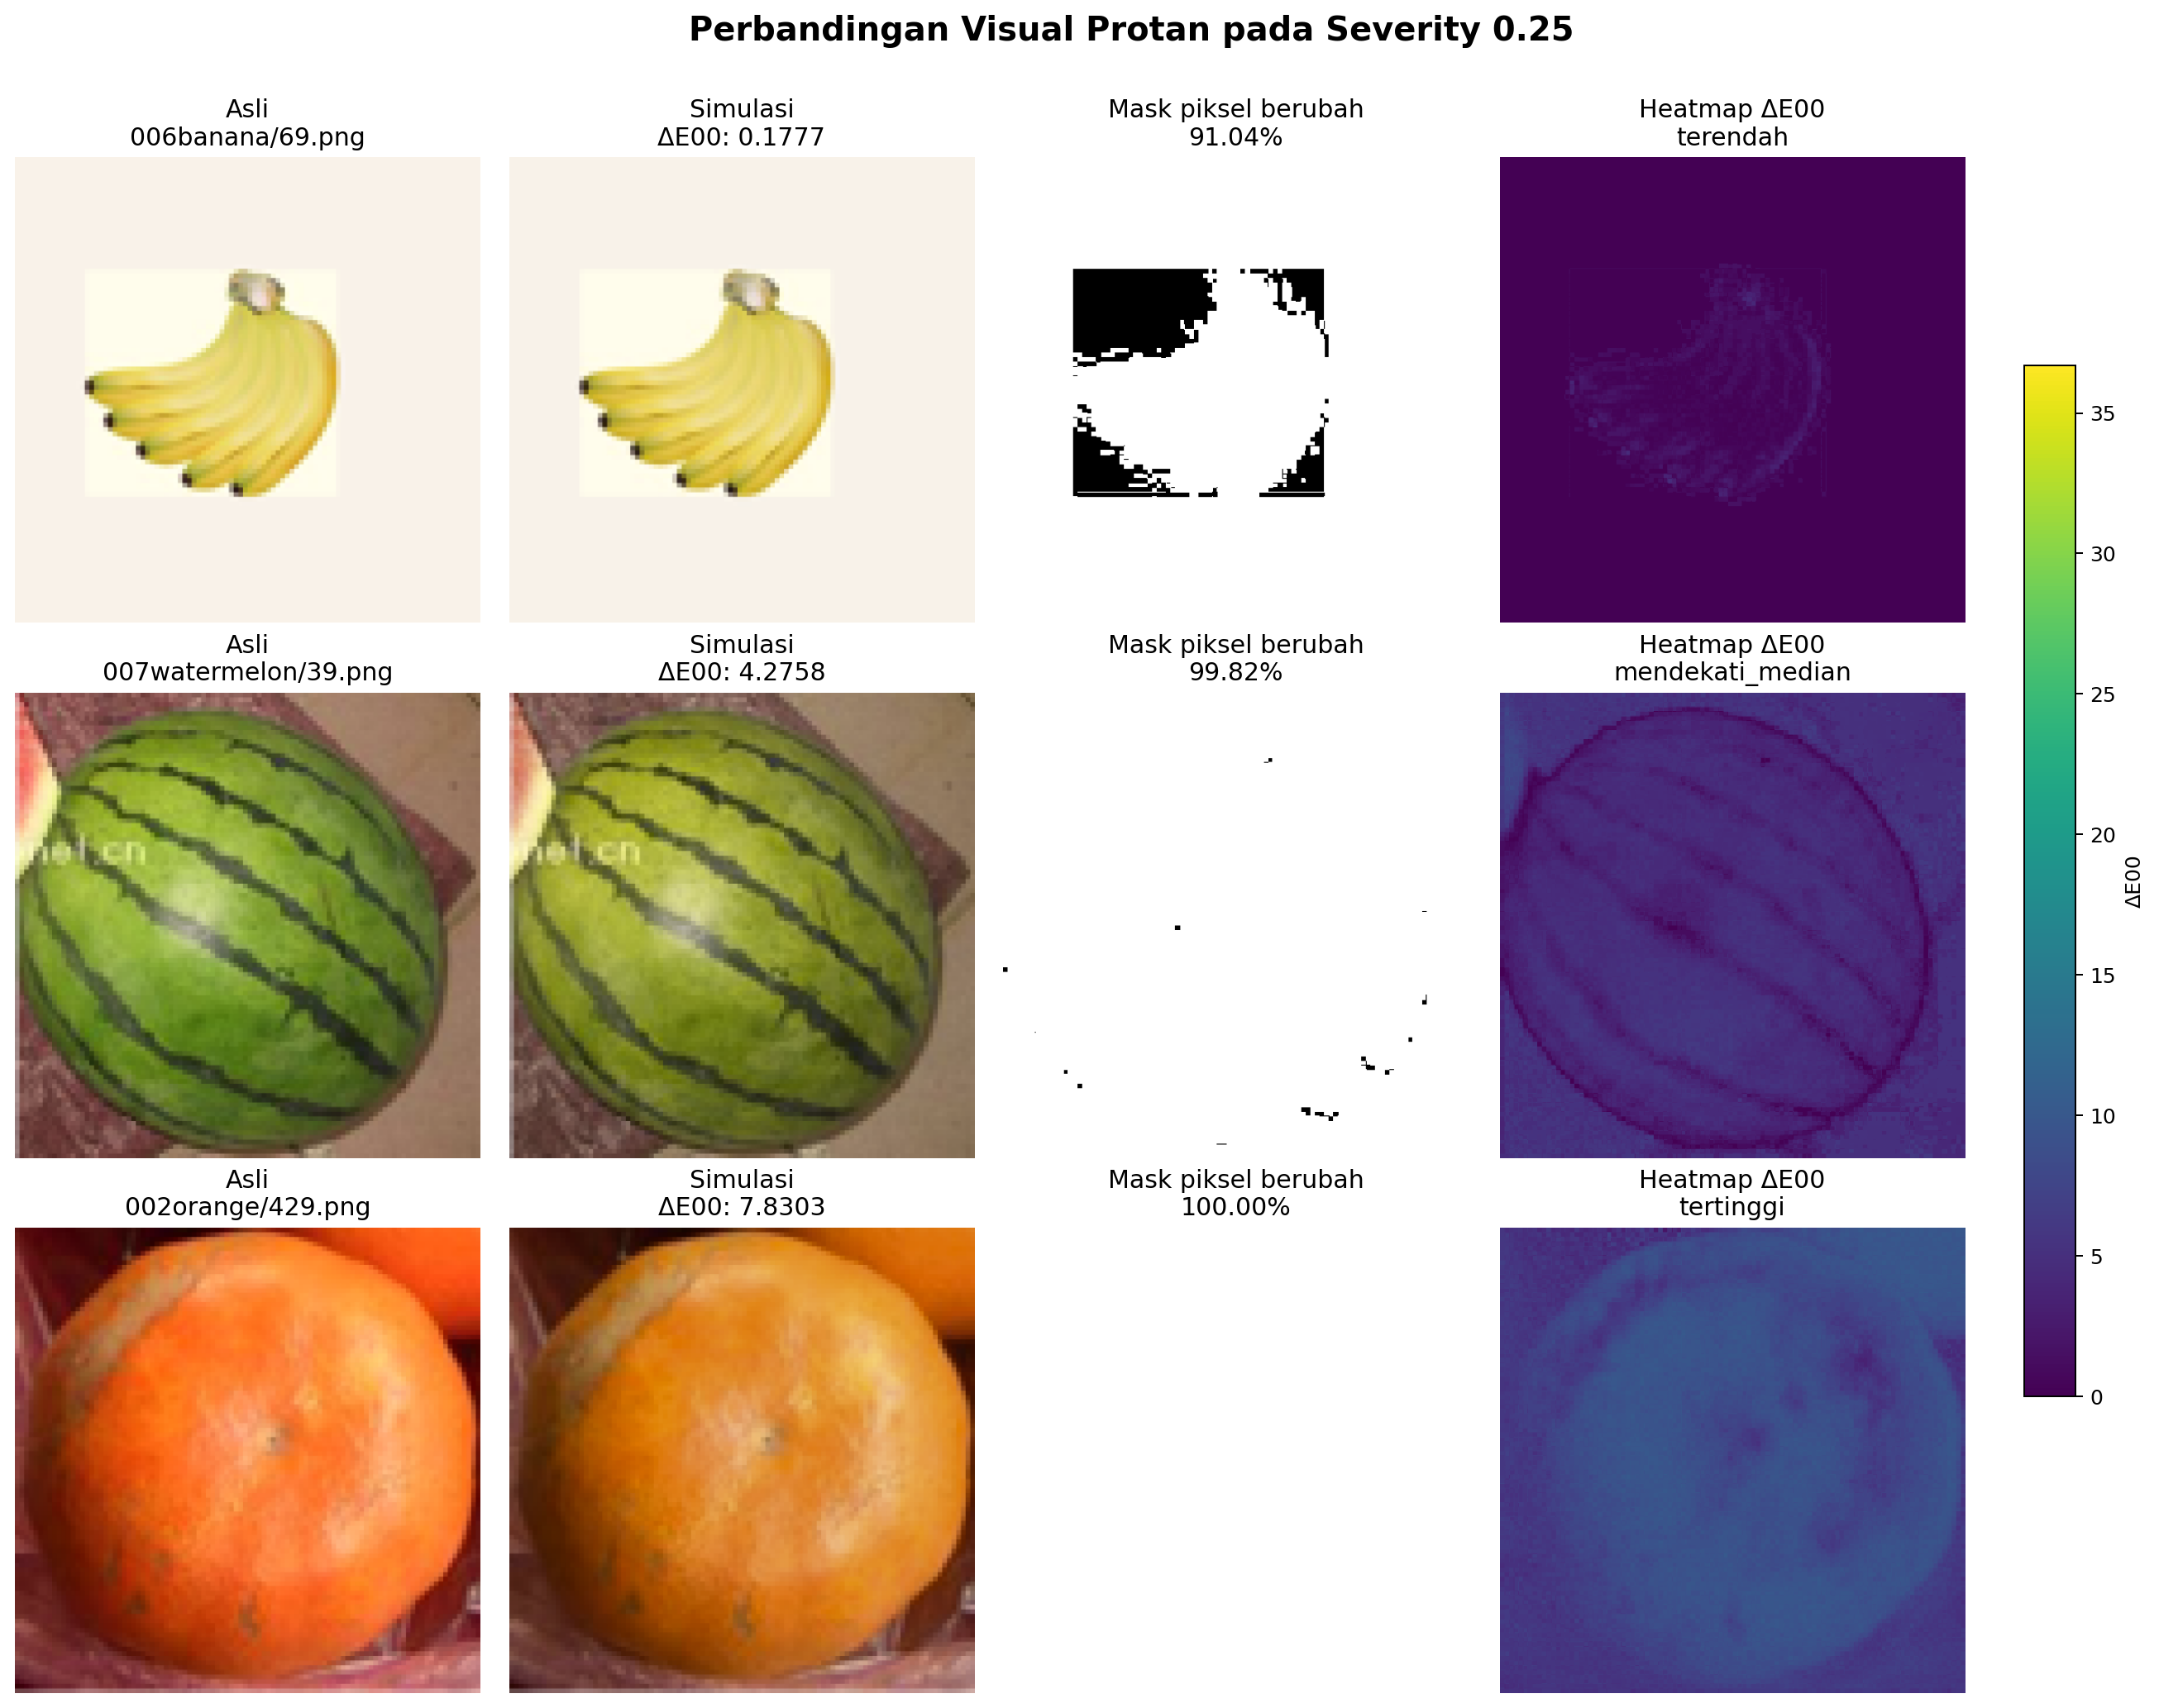 Perbandingan Visual Protan pada Severity 0.25
Asli
006banana/69.png
Simulasi
ΔE00: 0.1777
Mask piksel berubah
91.04%
Heatmap ΔE00
terendah
Asli
007watermelon/39.png
Simulasi
ΔE00: 4.2758
Mask piksel berubah
99.82%
Heatmap ΔE00
mendekati_median
Asli
002orange/429.png
Simulasi
ΔE00: 7.8303
Mask piksel berubah
100.00%
Heatmap ΔE00
tertinggi
35
30
25
20
15
10
5
0
ΔE00